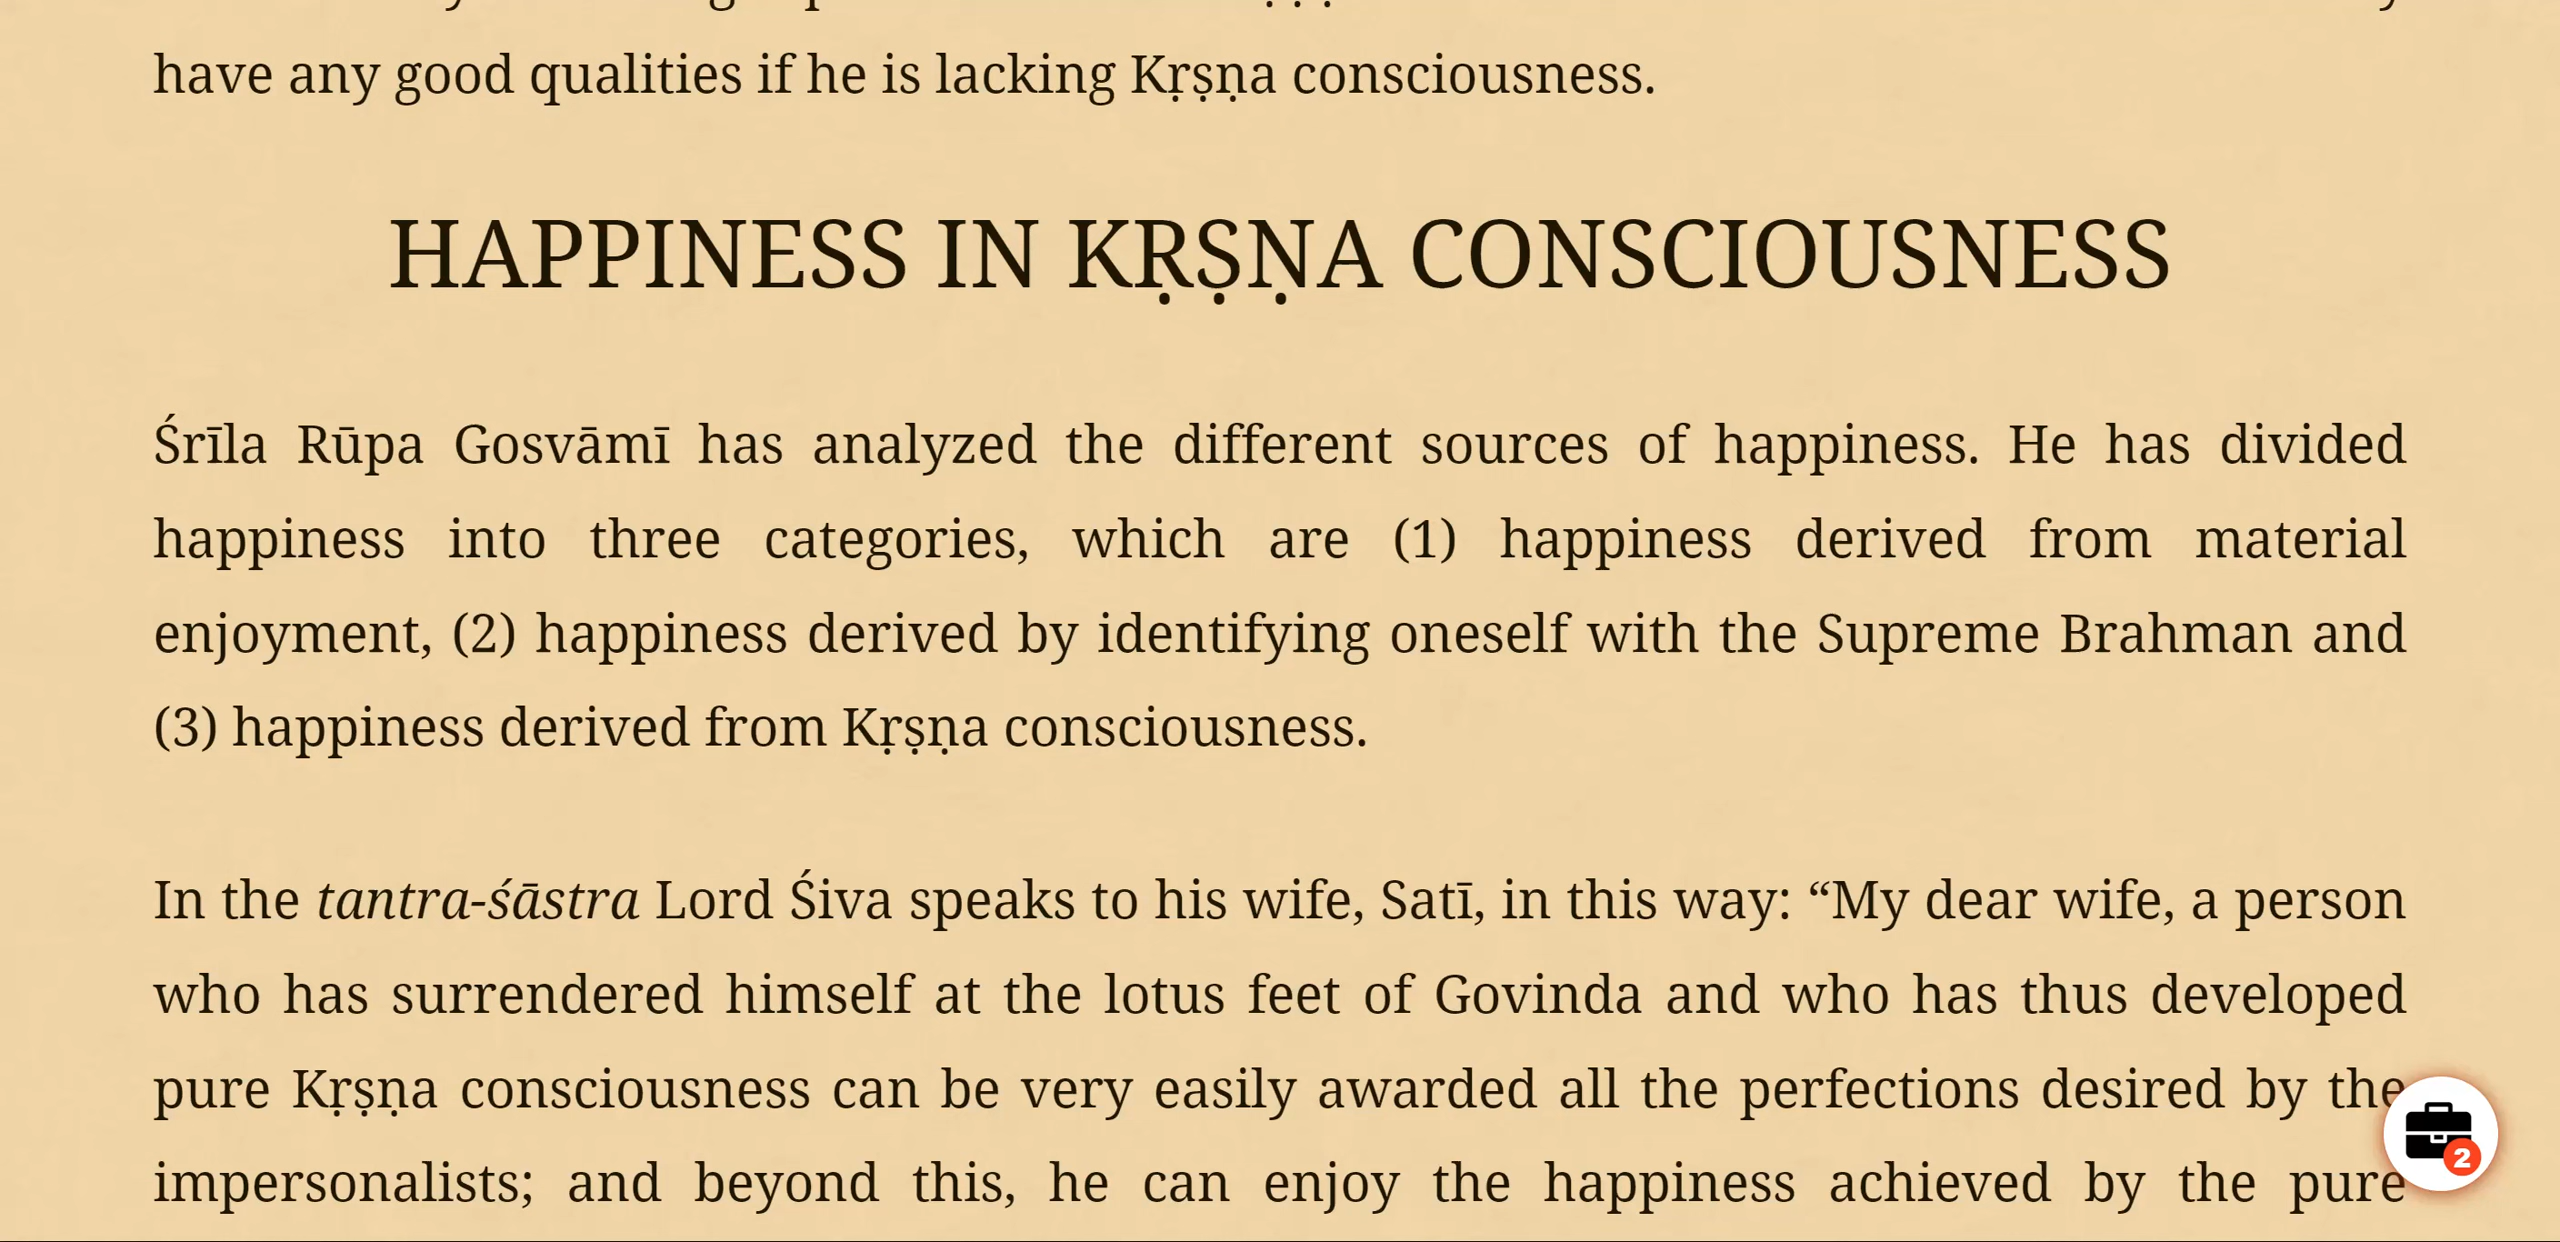 have any good qualities if he is lacking Kṛṣṇa consciousness.
HAPPINESS IN KṚṢṆA CONSCIOUSNESS
Śrīla Rūpa Gosvāmī has analyzed the different sources of happiness. He has divided
happiness into three categories, which are (1) happiness derived from material
enjoyment, (2) happiness derived by identifying oneself with the Supreme Brahman and
(3) happiness derived from Kṛṣṇa consciousness.
In the tantra-śāstra Lord Śiva speaks to his wife, Satī, in this way: “My dear wife, a person
who has surrendered himself at the lotus feet of Govinda and who has thus developed
pure Kṛṣṇa consciousness can be very easily awarded all the perfections desired by the
impersonalists; and beyond this, he can enjoy the happiness achieved by the pure
2